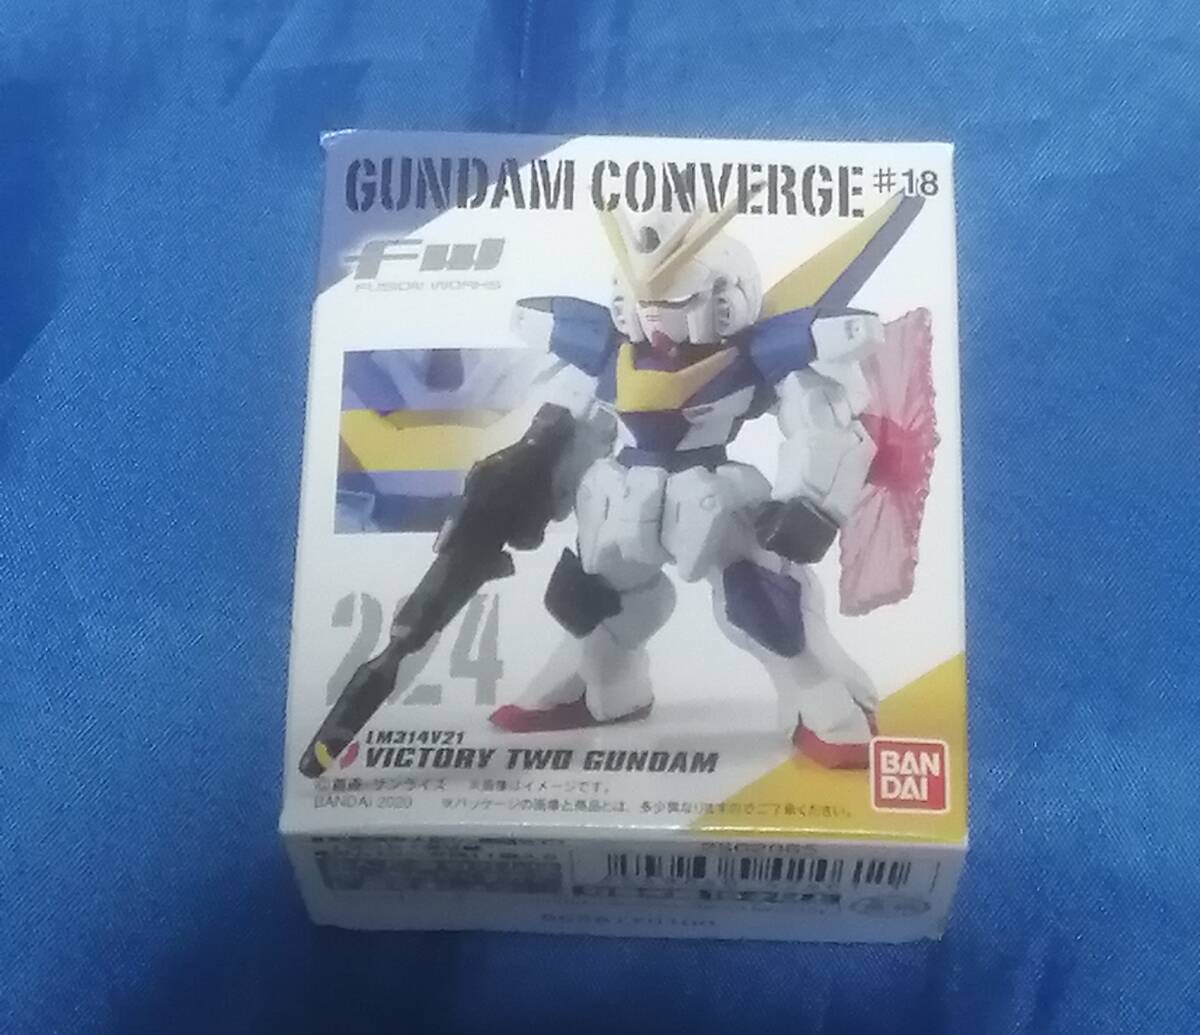 GUNDAM CONVERGE #18
FW
FUSION WORKS
224
LM314V21
VICTORY TWO GUNDAM
©創通・サンライズ ※画像はイメージです。
BANDAI 2020 ※パッケージの画像と商品とは、多少異なりますのでご了承ください。
BAN
DAI